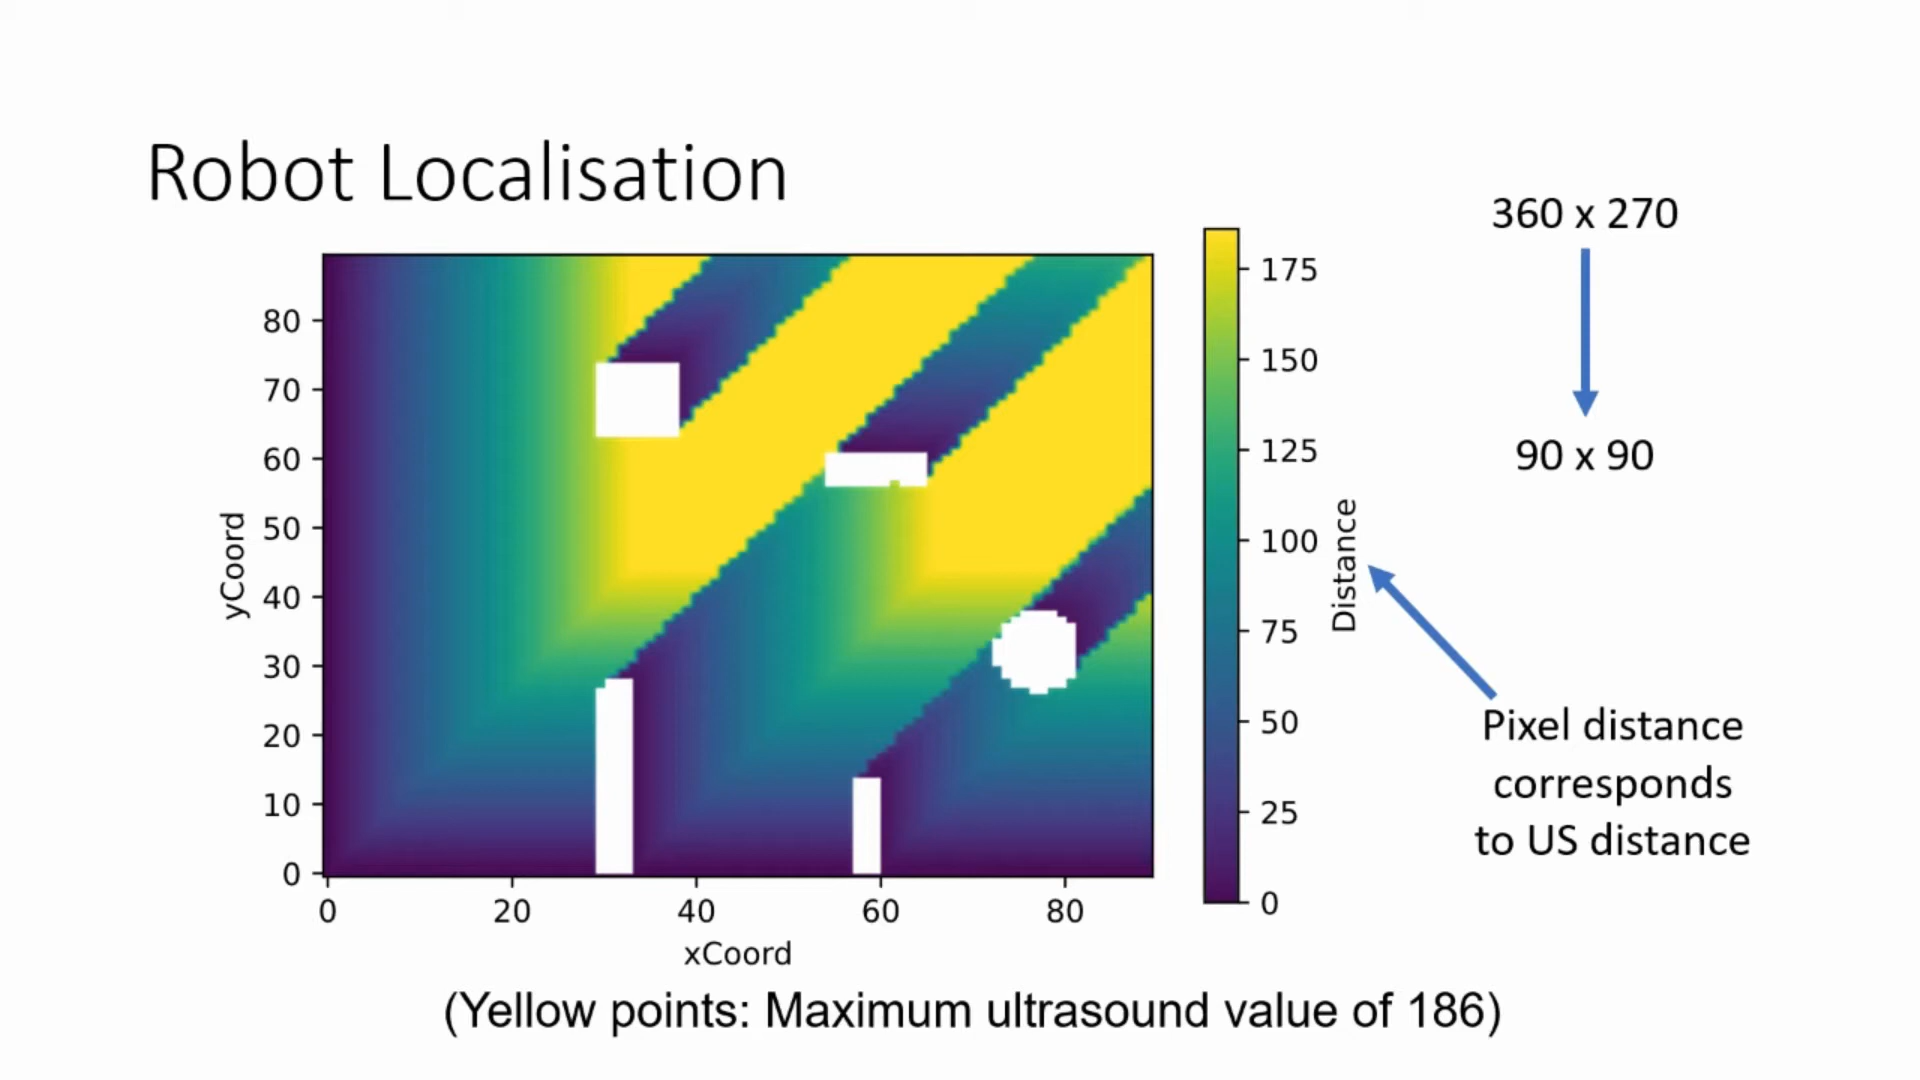 Robot Localisation
360 x 270
90 x 90
80
70
60
50
40
30
20
10
0
yCoord
0 20 40 60 80
xCoord
175
150
125
100
75
50
25
0
Distance
Pixel distance
corresponds
to US distance
(Yellow points: Maximum ultrasound value of 186)